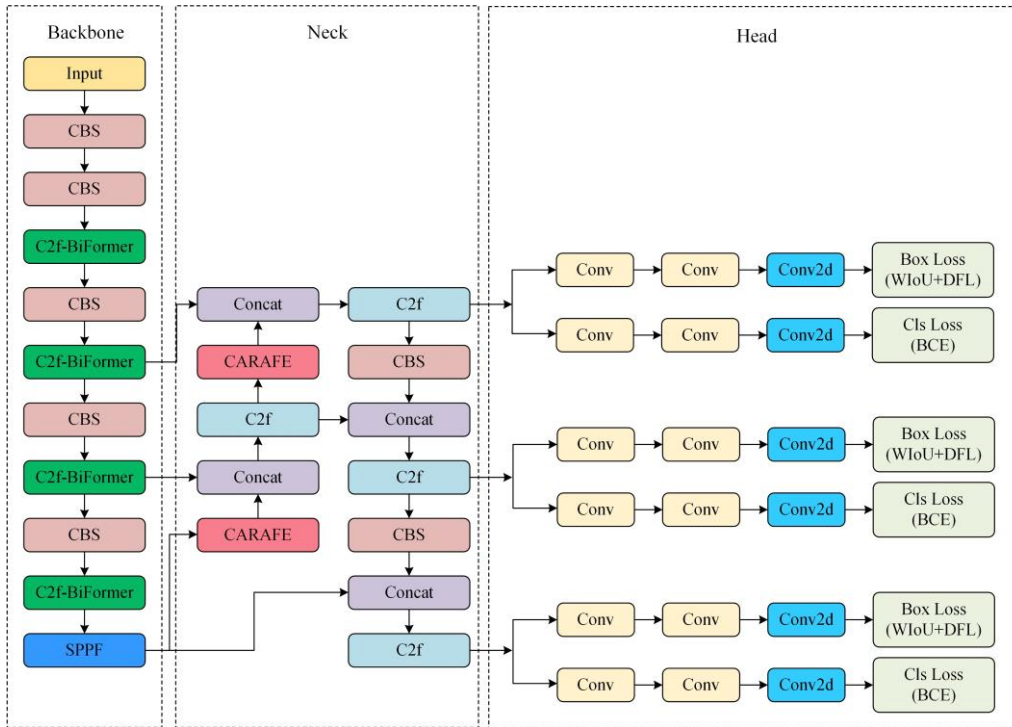 Backbone
Input
CBS
CBS
C2f-BiFormer
CBS
C2f-BiFormer
CBS
C2f-BiFormer
CBS
C2f-BiFormer
SPPF
Neck
Concat
CARAFE
C2f
Concat
CARAFE
C2f
CBS
Concat
C2f
CBS
Concat
C2f
Head
Conv
Conv
Conv2d
Box Loss
(WIoU+DFL)
Conv
Conv
Conv2d
Cls Loss
(BCE)
Conv
Conv
Conv2d
Box Loss
(WIoU+DFL)
Conv
Conv
Conv2d
Cls Loss
(BCE)
Conv
Conv
Conv2d
Box Loss
(WIoU+DFL)
Conv
Conv
Conv2d
Cls Loss
(BCE)